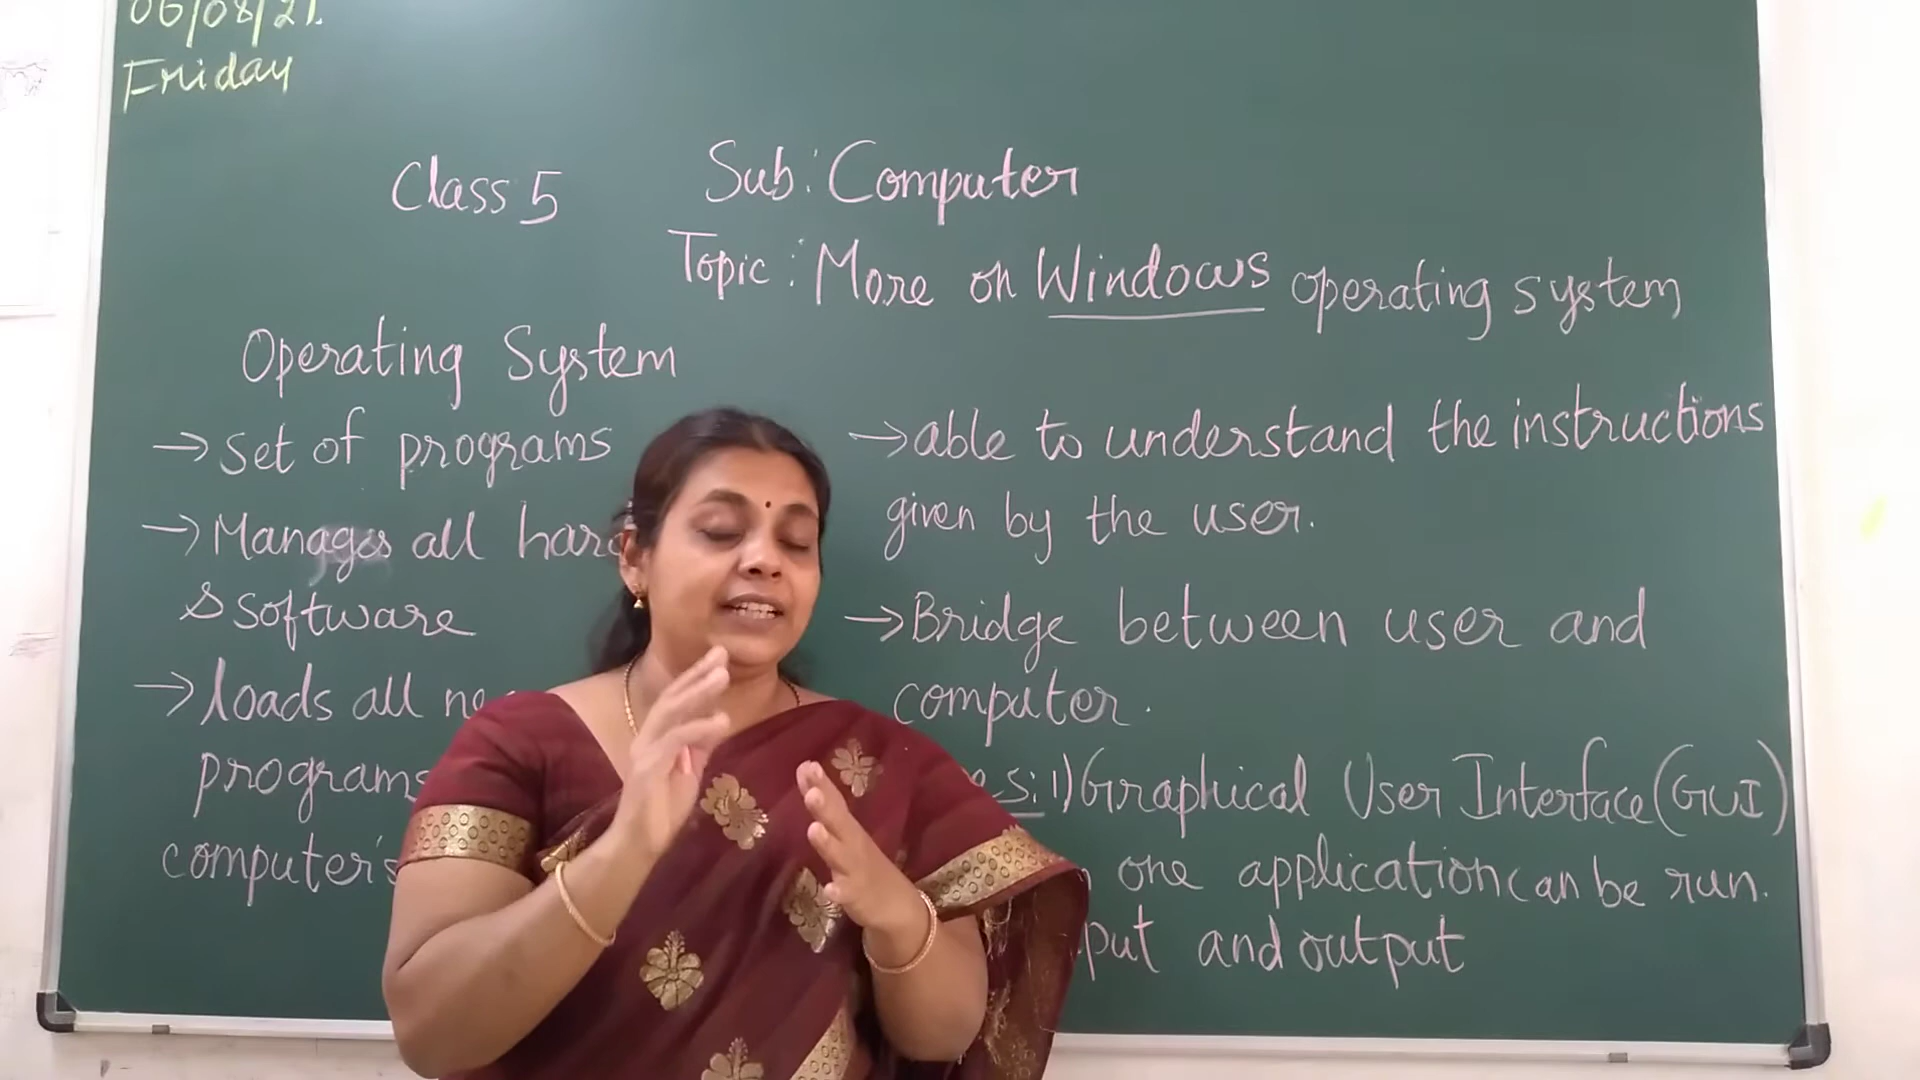 06/08/21.
Friday
Class 5
Sub: Computer
Topic: More on Windows operating system
Operating System
→ set of programs
→ Manages all
& software
→ loads all
programs
computer's
→ able to understand the instructions
given by the user.
→ Bridge between user and
computer.
1) Graphical User Interface (GUI)
one application can be run.
and output